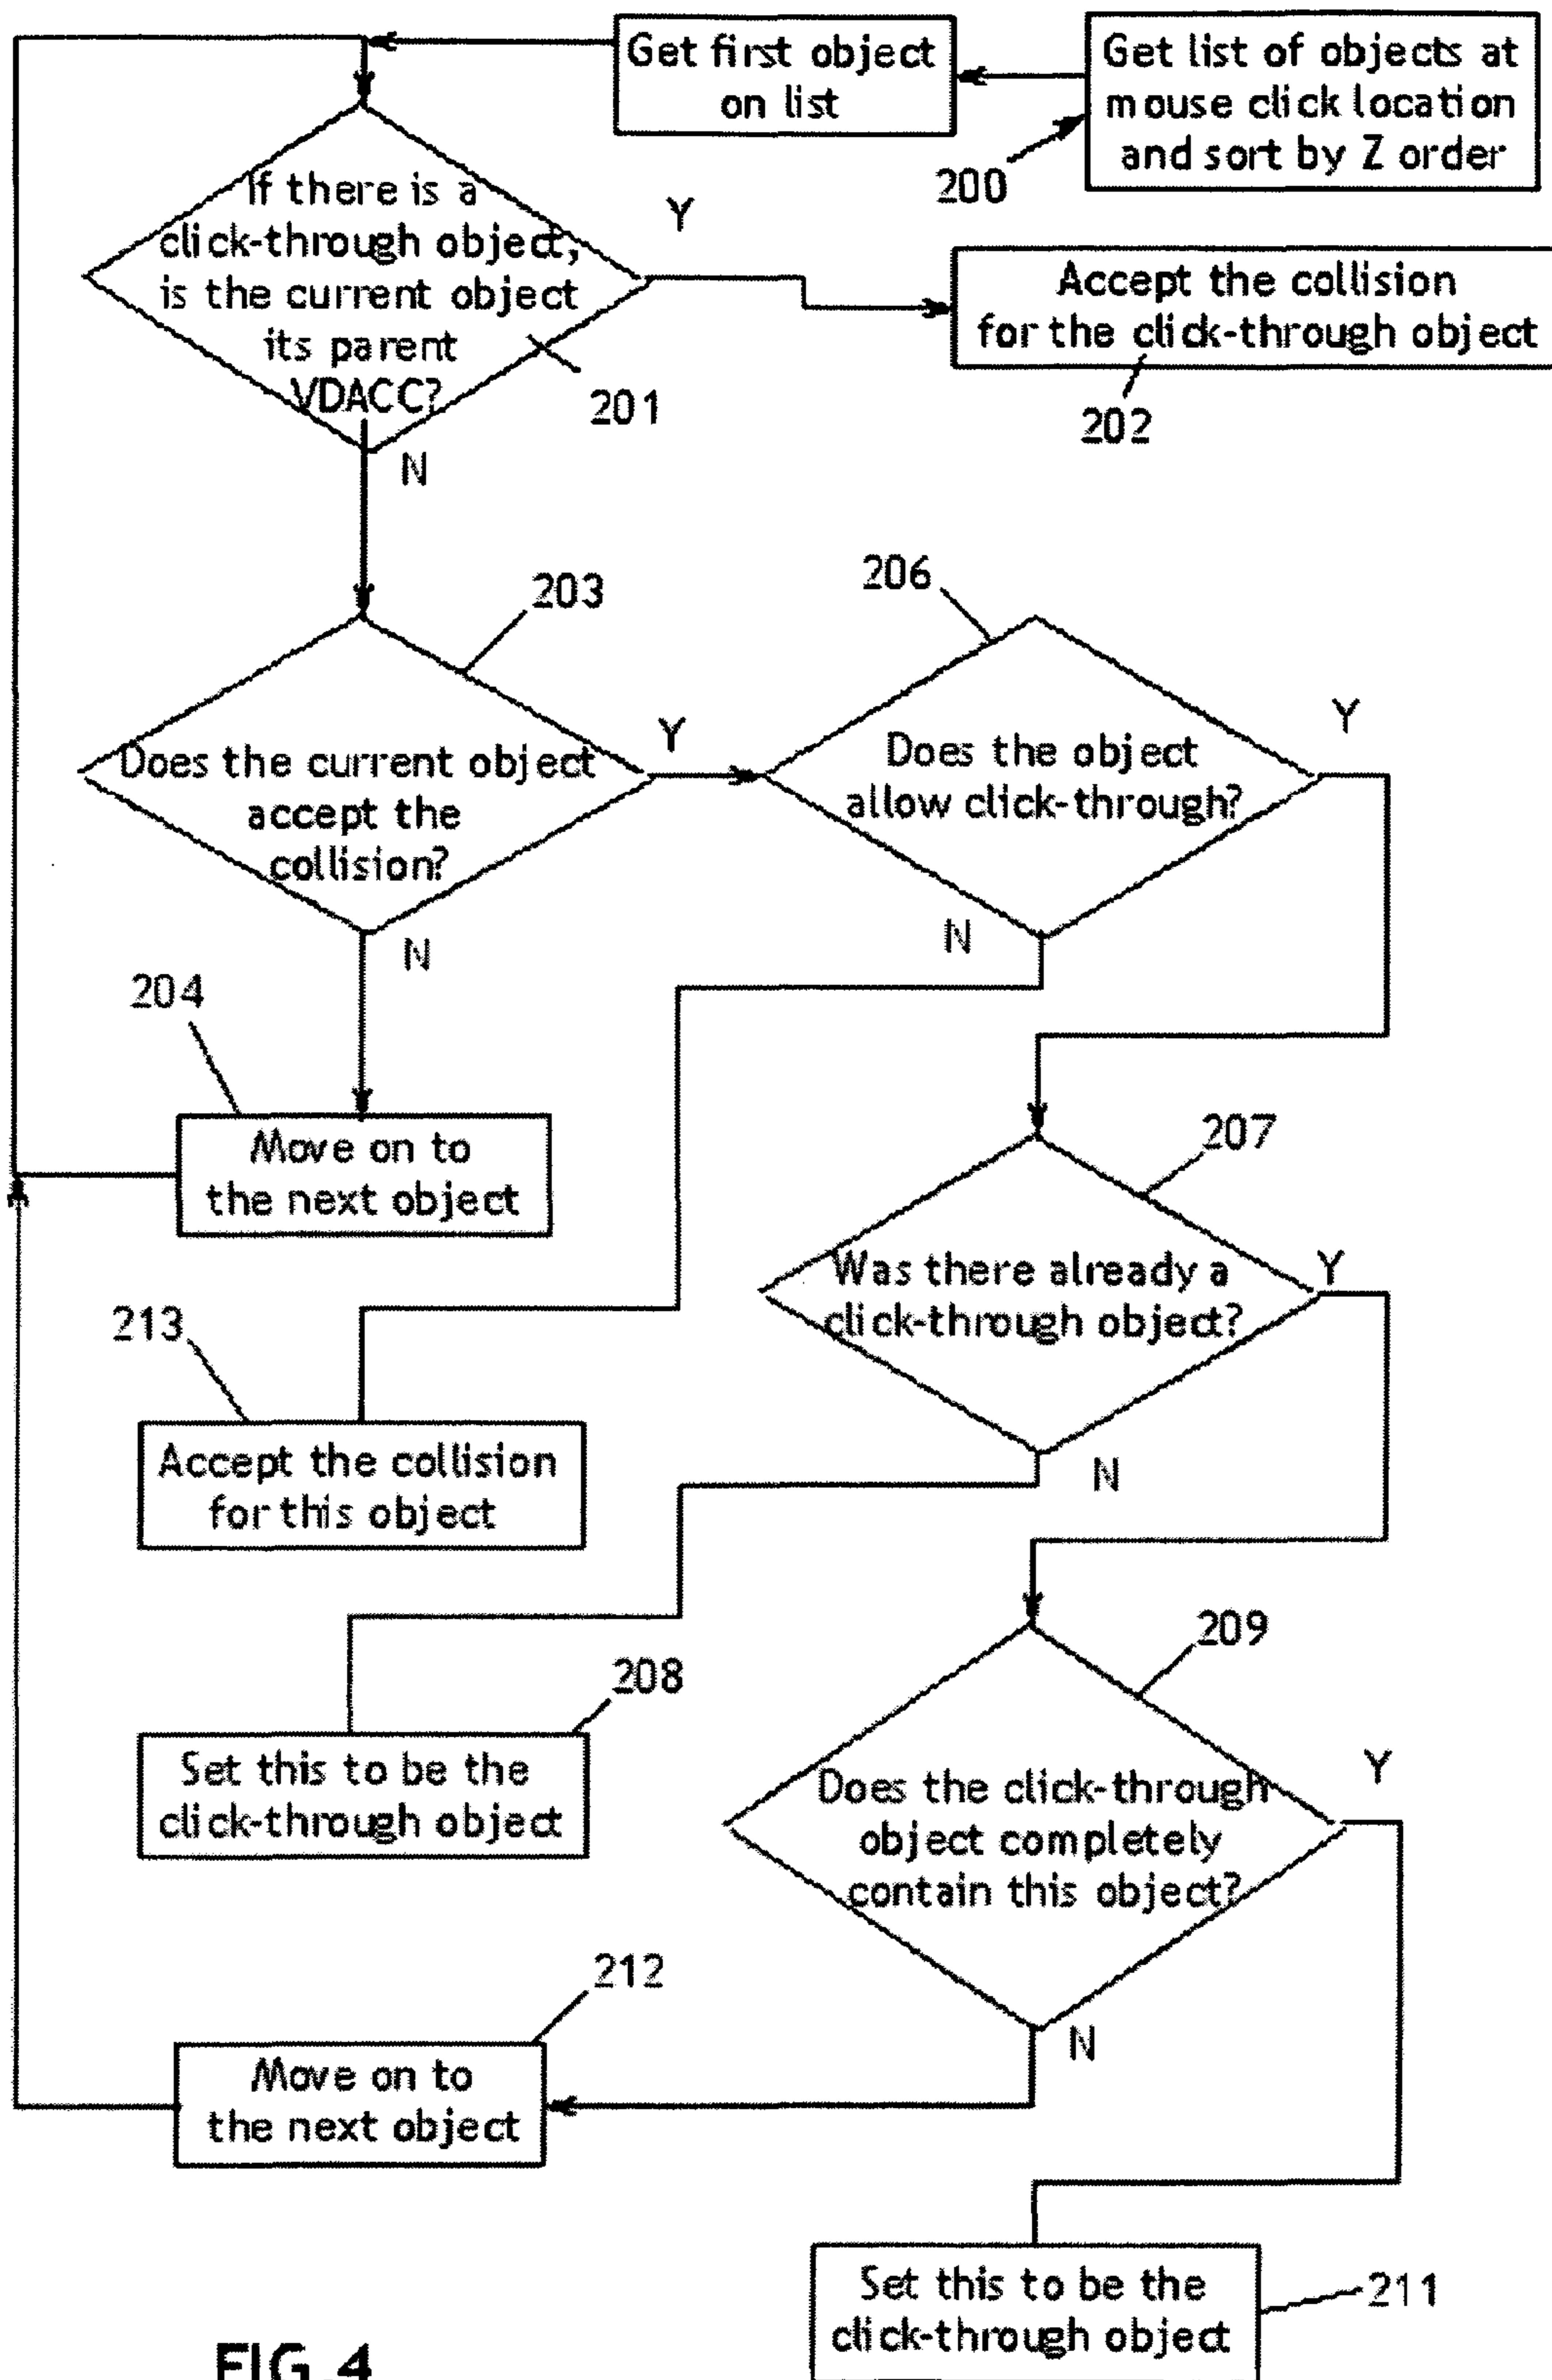 Get first object
on list
Get list of objects at
mouse click location
and sort by Z order
200
If there is a
click-through object,
is the current object
its parent
VDACC?
Y
201
N
Accept the collision
for the click-through object
202
203
Does the current object
accept the
collision?
Y
N
206
Does the object
allow click-through?
Y
N
204
Move on to
the next object
207
Was there already a
click-through object?
Y
N
213
Accept the collision
for this object
208
Set this to be the
click-through object
209
Does the click-through
object completely
contain this object?
Y
N
212
Move on to
the next object
Set this to be the
click-through object
211
FIG.4